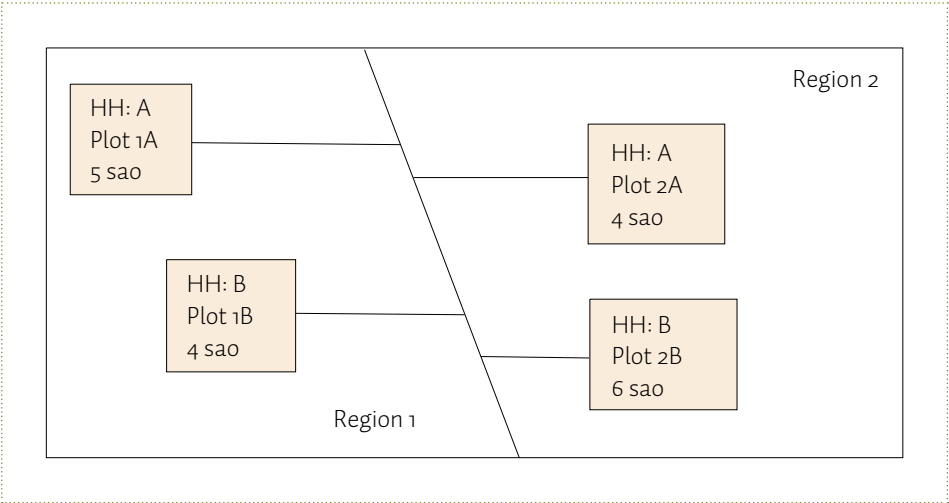 Region 2
HH: A
Plot 1A
5 sao
HH: A
Plot 2A
4 sao
HH: B
Plot 1B
4 sao
HH: B
Plot 2B
6 sao
Region 1